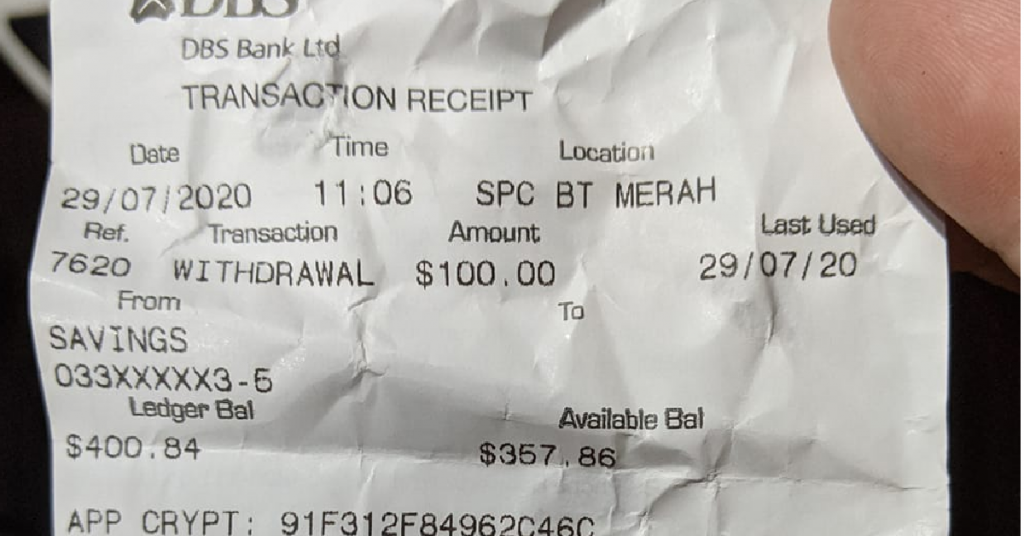 DBS
DBS Bank Ltd
TRANSACTION RECEIPT
Date Time Location
29/07/2020 11:06 SPC BT MERAH
Ref. Transaction Amount Last Used
7620 WITHDRAWAL $100.00 29/07/20
From To
SAVINGS
033XXXXXX3-5
Ledger Bal Available Bal
$400.84 $357.86
APP CRYPT: 91F312F84962C46C